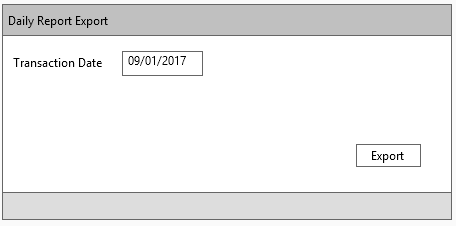 Daily Report Export
Transaction Date 09/01/2017
Export